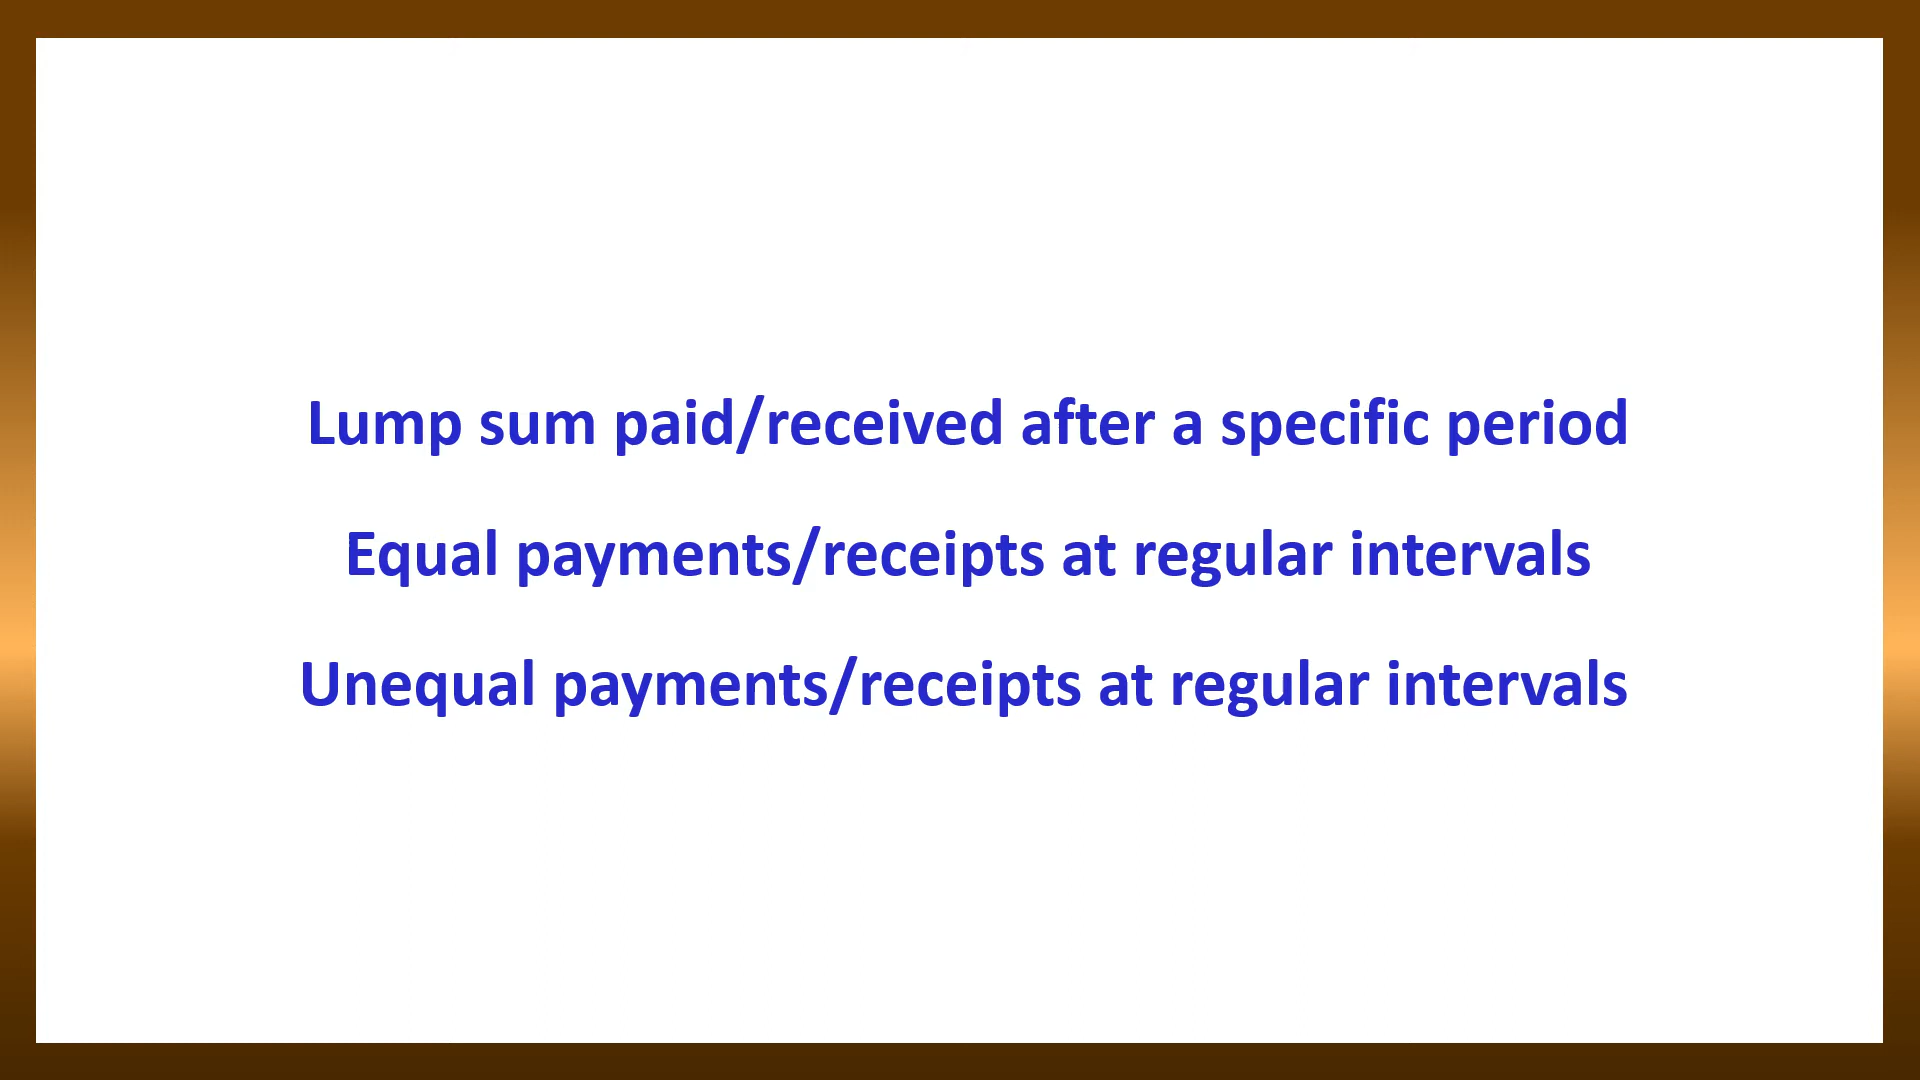 Lump sum paid/received after a specific period
Equal payments/receipts at regular intervals
Unequal payments/receipts at regular intervals